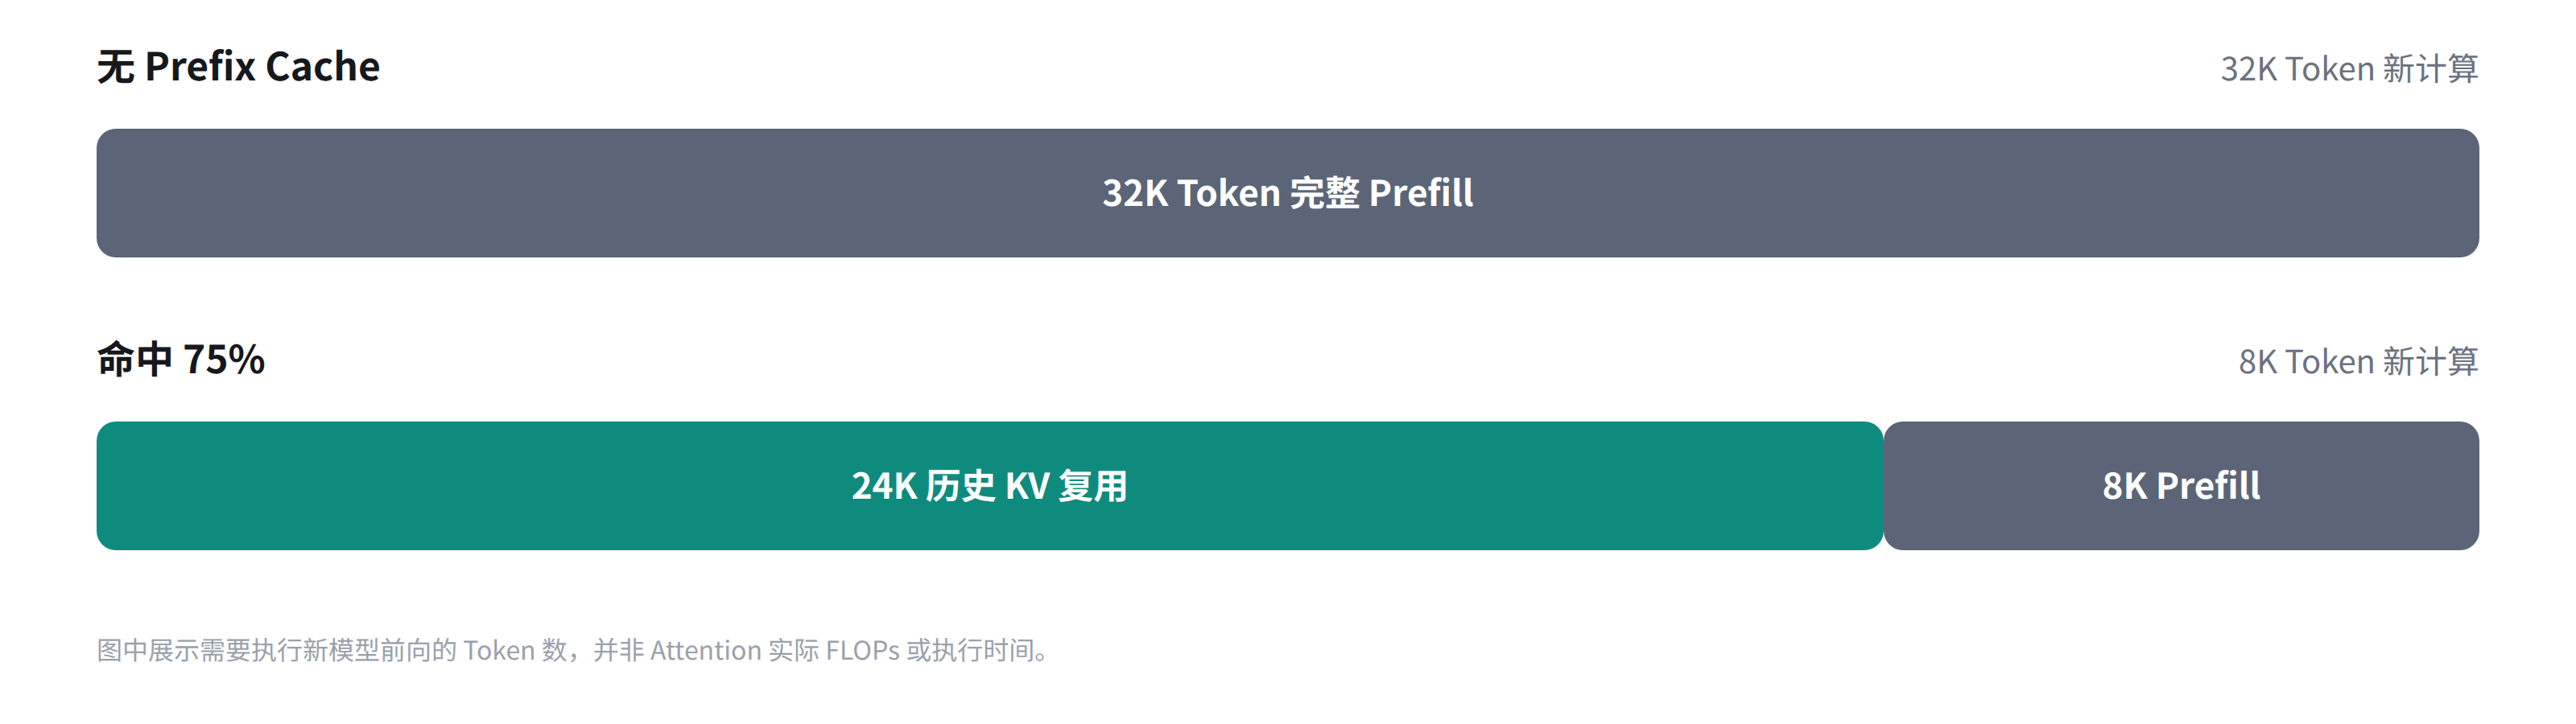 无 Prefix Cache
32K Token 新计算
32K Token 完整 Prefill
命中 75%
8K Token 新计算
24K 历史 KV 复用
8K Prefill
图中展示需要执行新模型前向的 Token 数，并非 Attention 实际 FLOPs 或执行时间。